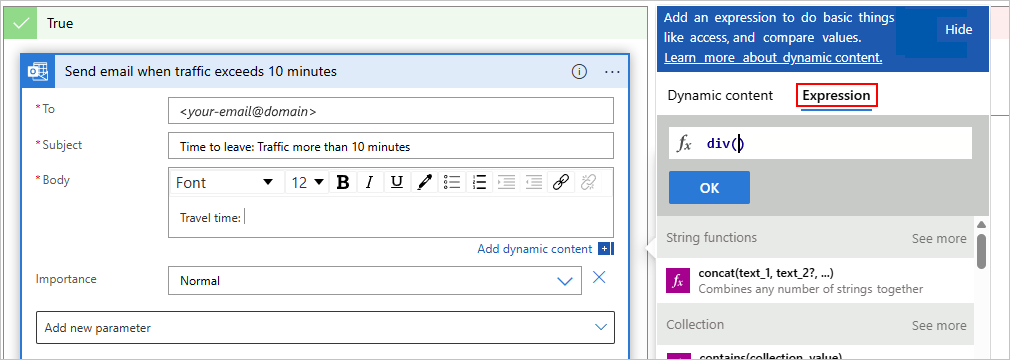 True
Send email when traffic exceeds 10 minutes
...
* To
<your-email@domain>
* Subject
Time to leave: Traffic more than 10 minutes
* Body
Font 12 B I U
Travel time:
Add dynamic content
Importance
Normal
Add new parameter
Add an expression to do basic things
like access, and compare values.
Hide
Learn more about dynamic content.
Dynamic content
Expression
fx div()
OK
String functions
See more
fx concat(text_1, text_2?, ...)
Combines any number of strings together
Collection
See more
contains(collection, value)